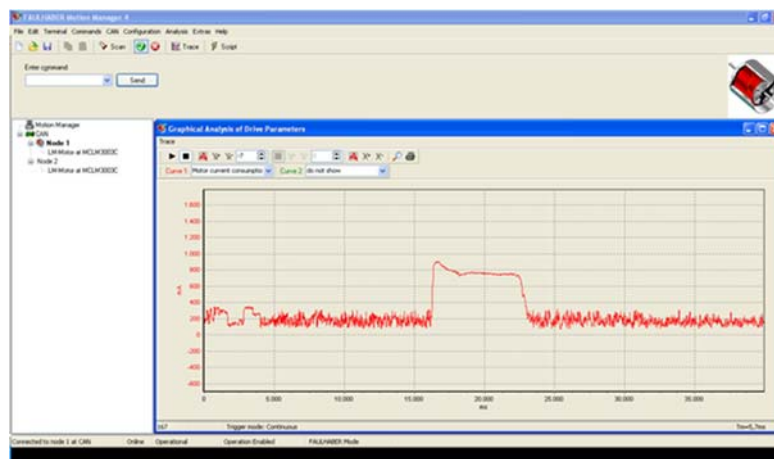 FAULHABER Motion Manager 4
File Edit Terminal Commands CAN Configuration Analysis Extras Help
Scan Trace Script
Enter command
Send
Motion Manager
CAN
Node 1
LM-Motor at MCLM3003C
Node 2
LM-Motor at MCLM3003C
Graphical Analysis of Drive Parameters
Trace
-7
Curve 1: Motor current consumptio Curve 2: do not show
1.600
1.400
1.200
1.000
800
600
400
200
0
-200
-400
-600
mA
0 5.000 10.000 15.000 20.000 25.000 30.000 35.000
ms
167 Trigger mode: Continuous Tm=5,7ms
Connected to node 1 at CAN Online Operational Operation Enabled FAULHABER Mode